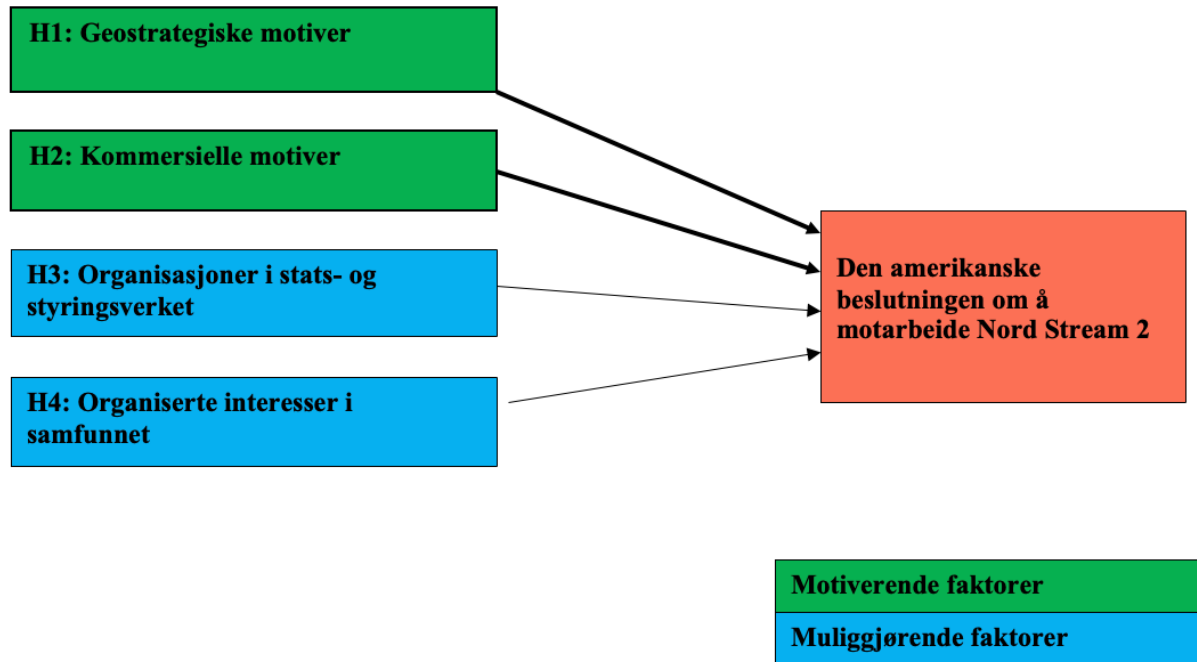 H1: Geostrategiske motiver
H2: Kommersielle motiver
H3: Organisasjoner i stats- og
styringsverket
H4: Organiserte interesser i
samfunnet
Den amerikanske
beslutningen om å
motarbeide Nord Stream 2
Motiverende faktorer
Muliggjørende faktorer